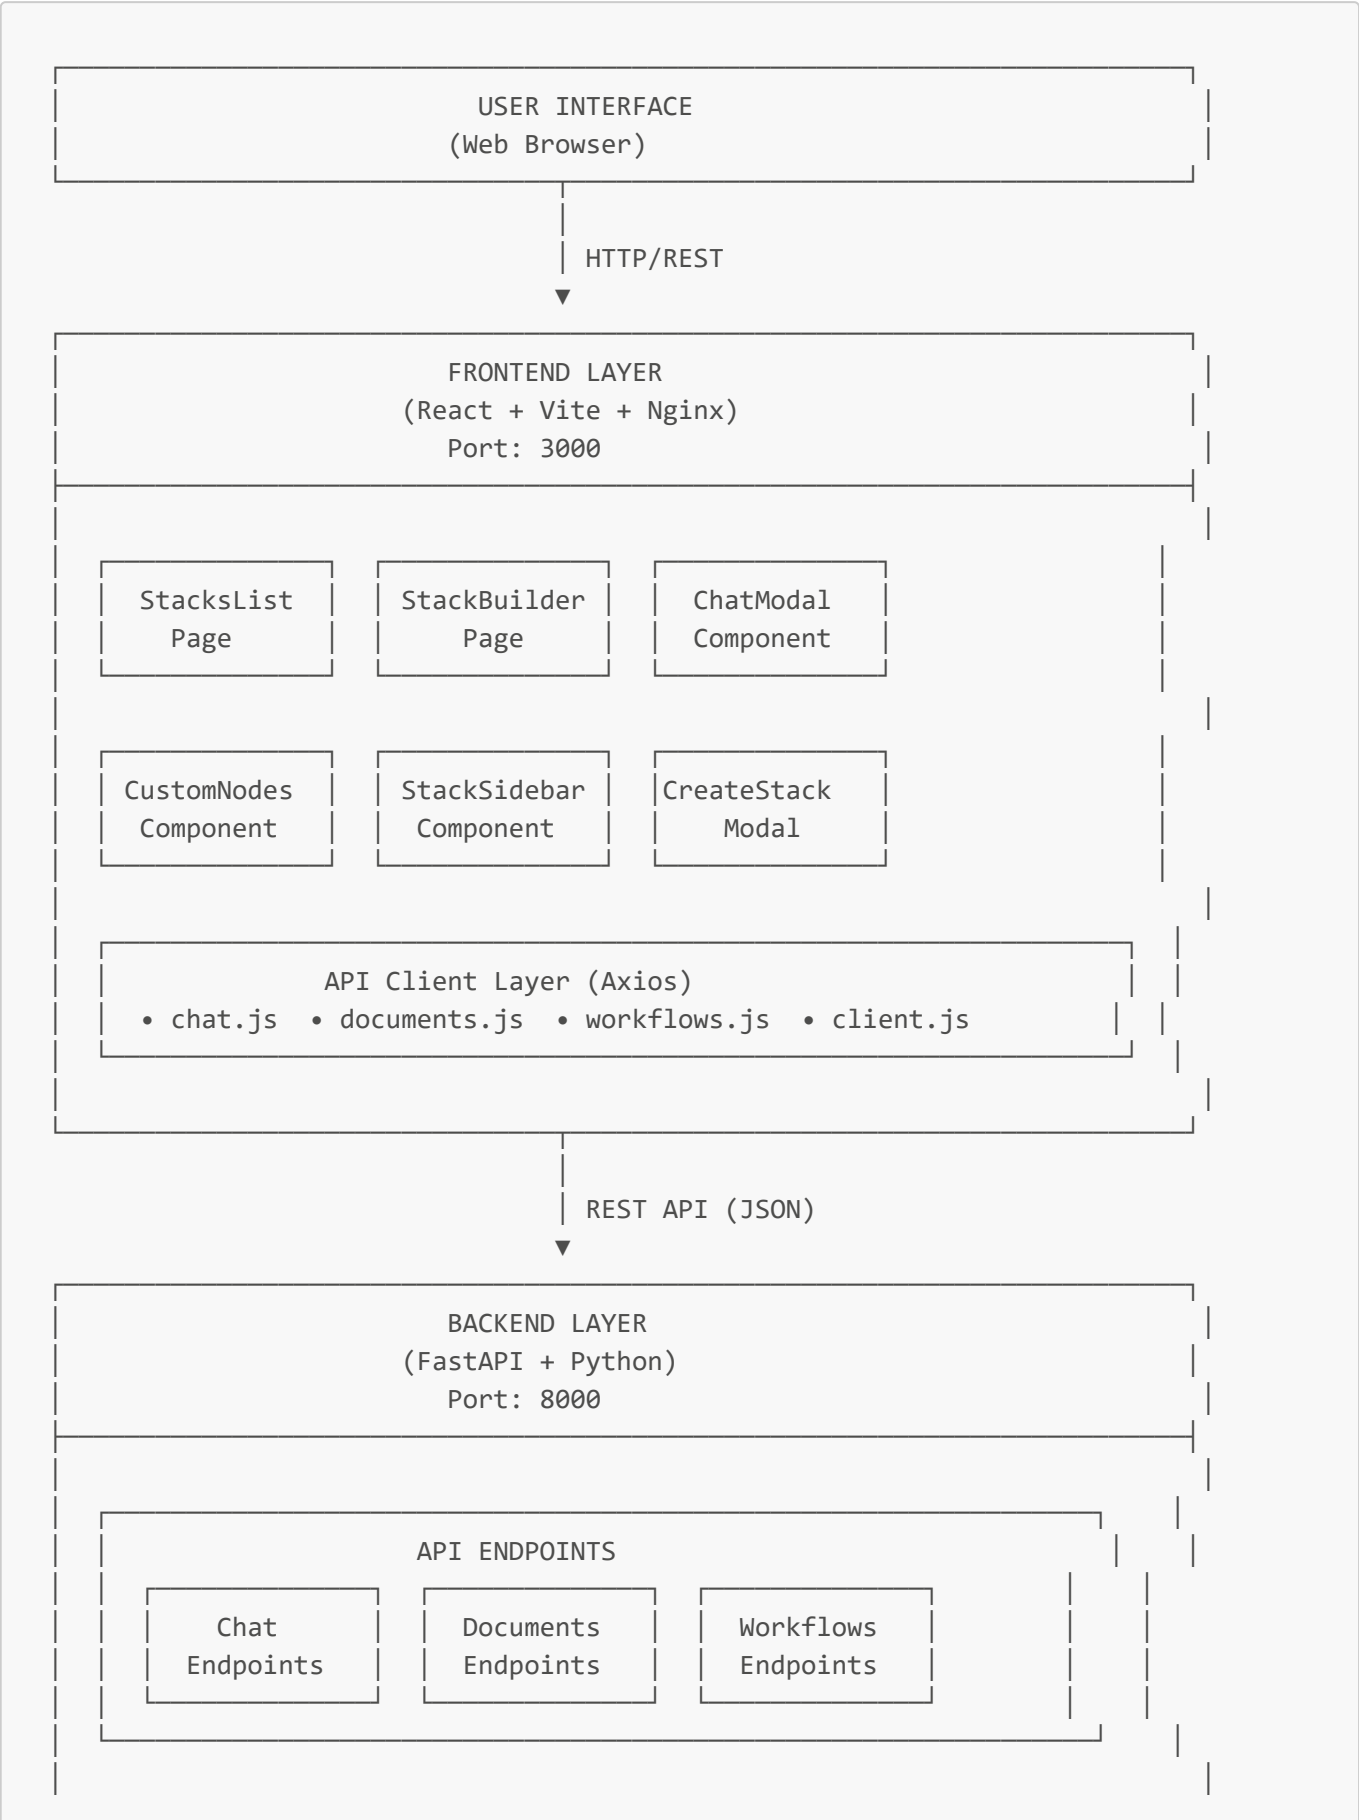 USER INTERFACE
(Web Browser)
HTTP/REST
▼
FRONTEND LAYER
(React + Vite + Nginx)
Port: 3000
StacksList StackBuilder ChatModal
Page Page Component
CustomNodes StackSidebar CreateStack
Component Component Modal
API Client Layer (Axios)
• chat.js • documents.js • workflows.js • client.js
REST API (JSON)
▼
BACKEND LAYER
(FastAPI + Python)
Port: 8000
API ENDPOINTS
Chat Documents Workflows
Endpoints Endpoints Endpoints